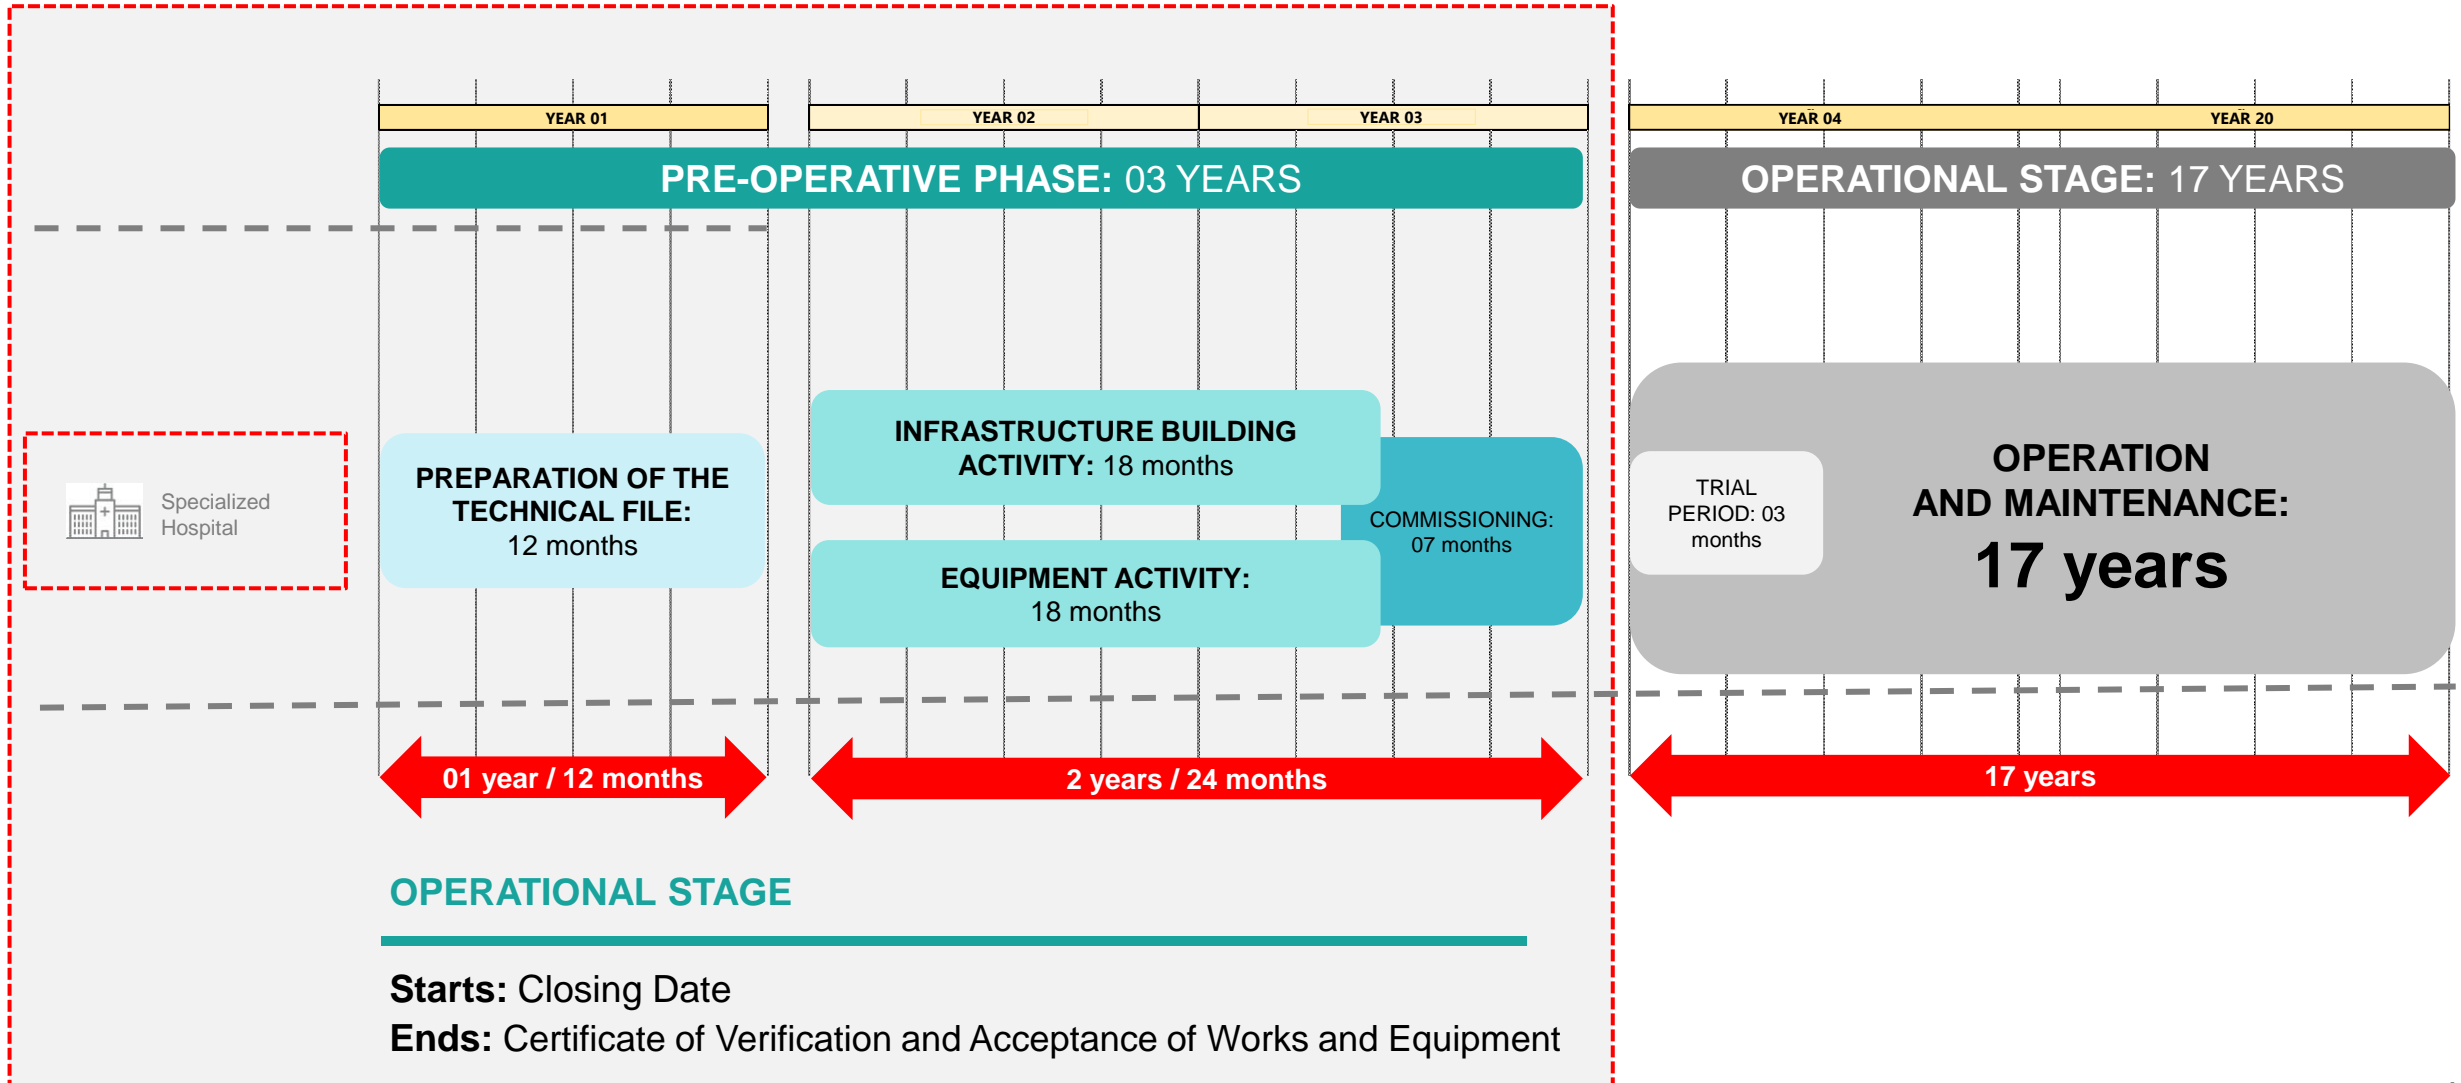 YEAR 01
YEAR 02
YEAR 03
YEAR 04
YEAR 20
PRE-OPERATIVE PHASE: 03 YEARS
OPERATIONAL STAGE: 17 YEARS
Specialized
Hospital
PREPARATION OF THE
TECHNICAL FILE:
12 months
INFRASTRUCTURE BUILDING
ACTIVITY: 18 months
EQUIPMENT ACTIVITY:
18 months
COMMISSIONING:
07 months
TRIAL
PERIOD: 03
months
OPERATION
AND MAINTENANCE:
17 years
01 year / 12 months
2 years / 24 months
17 years
OPERATIONAL STAGE
Starts: Closing Date
Ends: Certificate of Verification and Acceptance of Works and Equipment